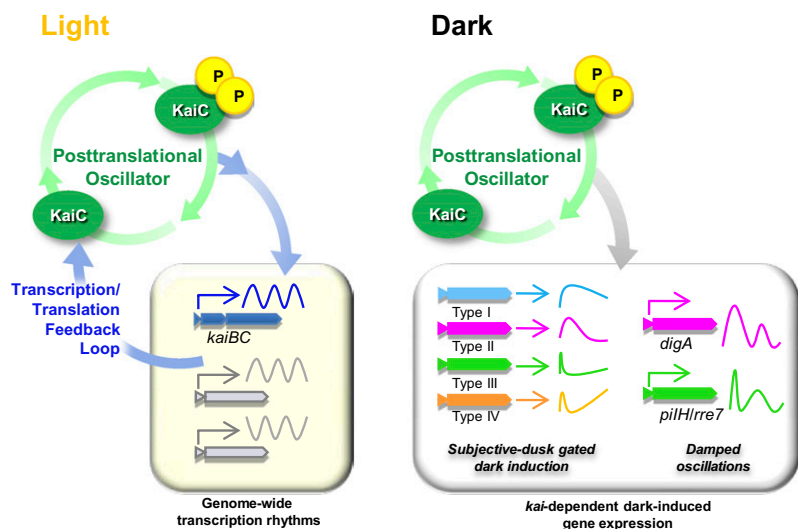 Light
P
P
KaiC
Posttranslational
Oscillator
KaiC
Transcription/
Translation
Feedback
Loop
kaiBC
Genome-wide
transcription rhythms
Dark
P
P
KaiC
Posttranslational
Oscillator
KaiC
Type I
Type II
Type III
Type IV
Subjective-dusk gated
dark induction
digA
pilH/rre7
Damped
oscillations
kai-dependent dark-induced
gene expression